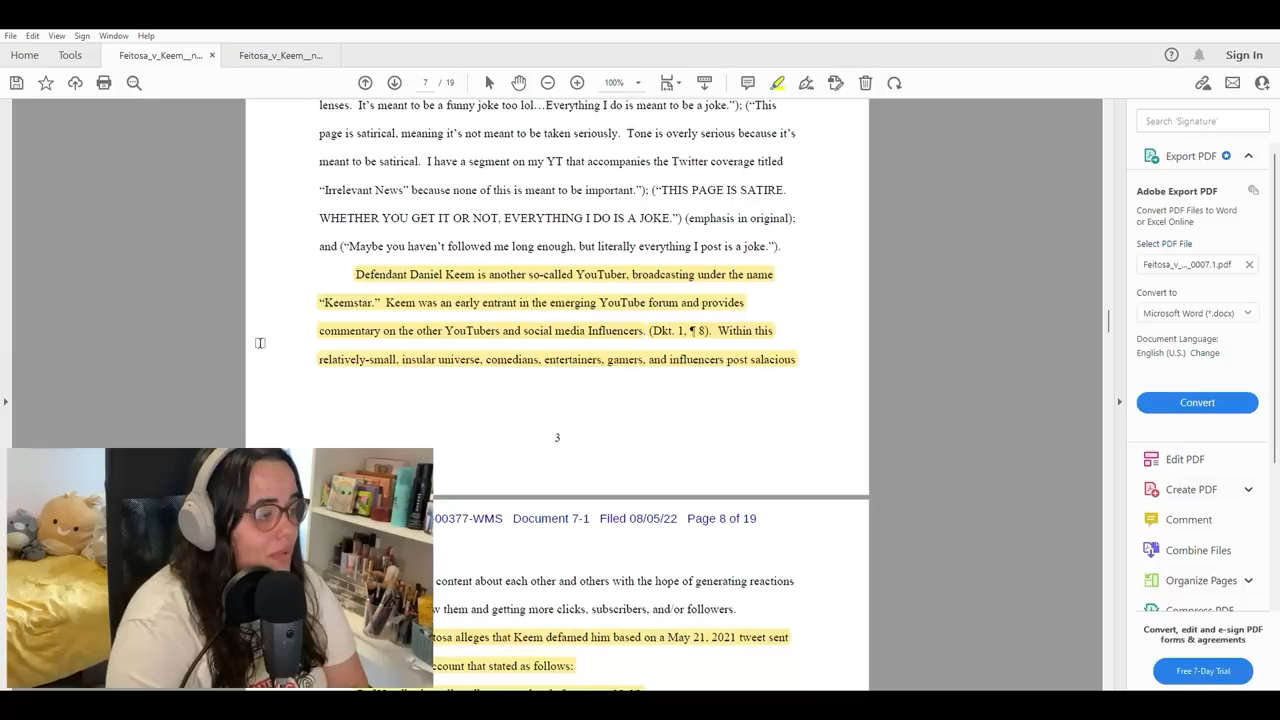 File Edit View Sign Window Help
Home Tools Feitosa_v_Keem__n... × Feitosa_v_Keem__n... Sign In
7 / 19 100%
lenses. It's meant to be a funny joke too lol…Everything I do is meant to be a joke."); ("This
page is satirical, meaning it's not meant to be taken seriously. Tone is overly serious because it's
meant to be satirical. I have a segment on my YT that accompanies the Twitter coverage titled
"Irrelevant News" because none of this is meant to be important."); ("THIS PAGE IS SATIRE.
WHETHER YOU GET IT OR NOT, EVERYTHING I DO IS A JOKE.") (emphasis in original);
and ("Maybe you haven't followed me long enough, but literally everything I post is a joke.").
Defendant Daniel Keem is another so-called YouTuber, broadcasting under the name
"Keemstar." Keem was an early entrant in the emerging YouTube forum and provides
commentary on the other YouTubers and social media Influencers. (Dkt. 1, ¶ 8). Within this
relatively-small, insular universe, comedians, entertainers, gamers, and influencers post salacious
3
-00377-WMS Document 7-1 Filed 08/05/22 Page 8 of 19
content about each other and others with the hope of generating reactions
them and getting more clicks, subscribers, and/or followers.
alleges that Keem defamed him based on a May 21, 2021 tweet sent
that stated as follows:
Search 'Signature'
Export PDF
Adobe Export PDF
Convert PDF Files to Word
or Excel Online
Select PDF File
Feitosa_v_..._0007.1.pdf ×
Convert to
Microsoft Word (*.docx)
Document Language:
English (U.S.) Change
Convert
Edit PDF
Create PDF
Comment
Combine Files
Organize Pages
Compress PDF
Convert, edit and e-sign PDF
forms & agreements
Free 7-Day Trial